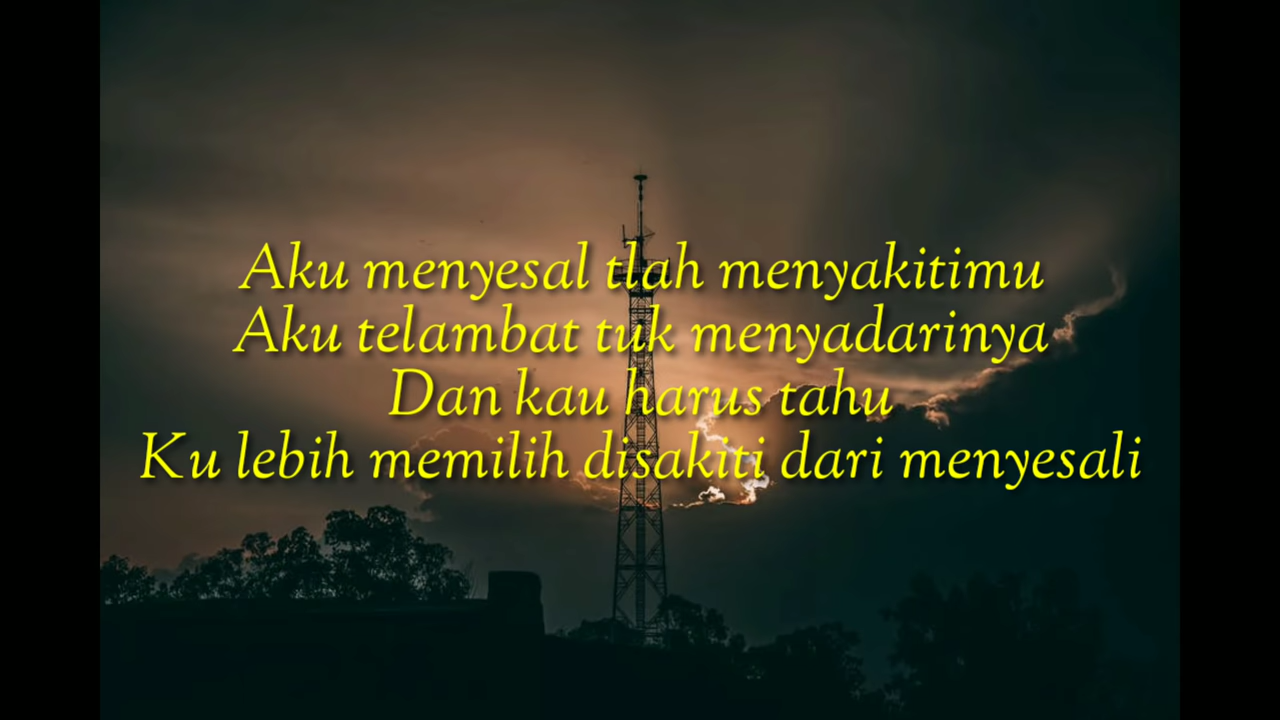 Aku menyesal tlah menyakitimu
Aku telambat tuk menyadarinya
Dan kau harus tahu
Ku lebih memilih disakiti dari menyesali